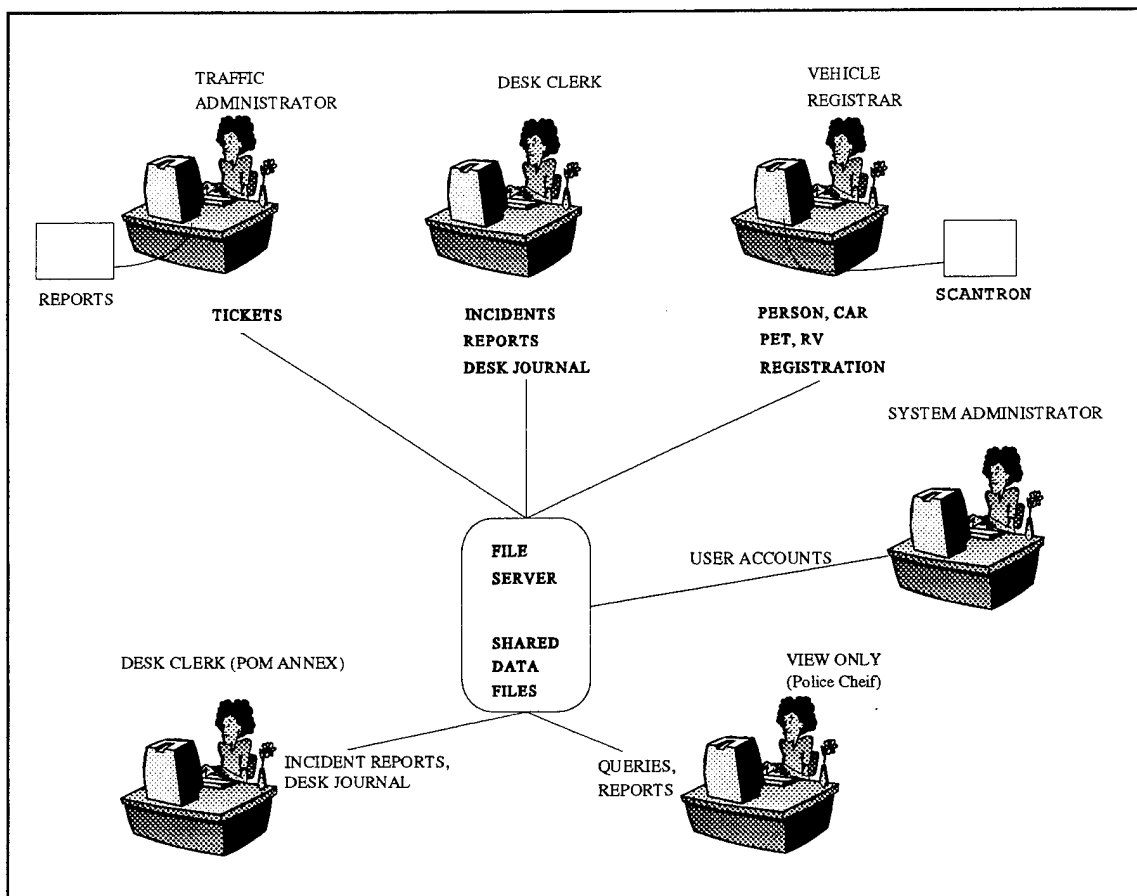 TRAFFIC
ADMINISTRATOR
DESK CLERK
VEHICLE
REGISTRAR
REPORTS
SCANTRON
TICKETS
INCIDENTS
REPORTS
DESK JOURNAL
PERSON, CAR
PET, RV
REGISTRATION
SYSTEM ADMINISTRATOR
FILE
SERVER
USER ACCOUNTS
SHARED
DATA
FILES
DESK CLERK (POM ANNEX)
VIEW ONLY
(Police Cheif)
INCIDENT REPORTS,
DESK JOURNAL
QUERIES,
REPORTS